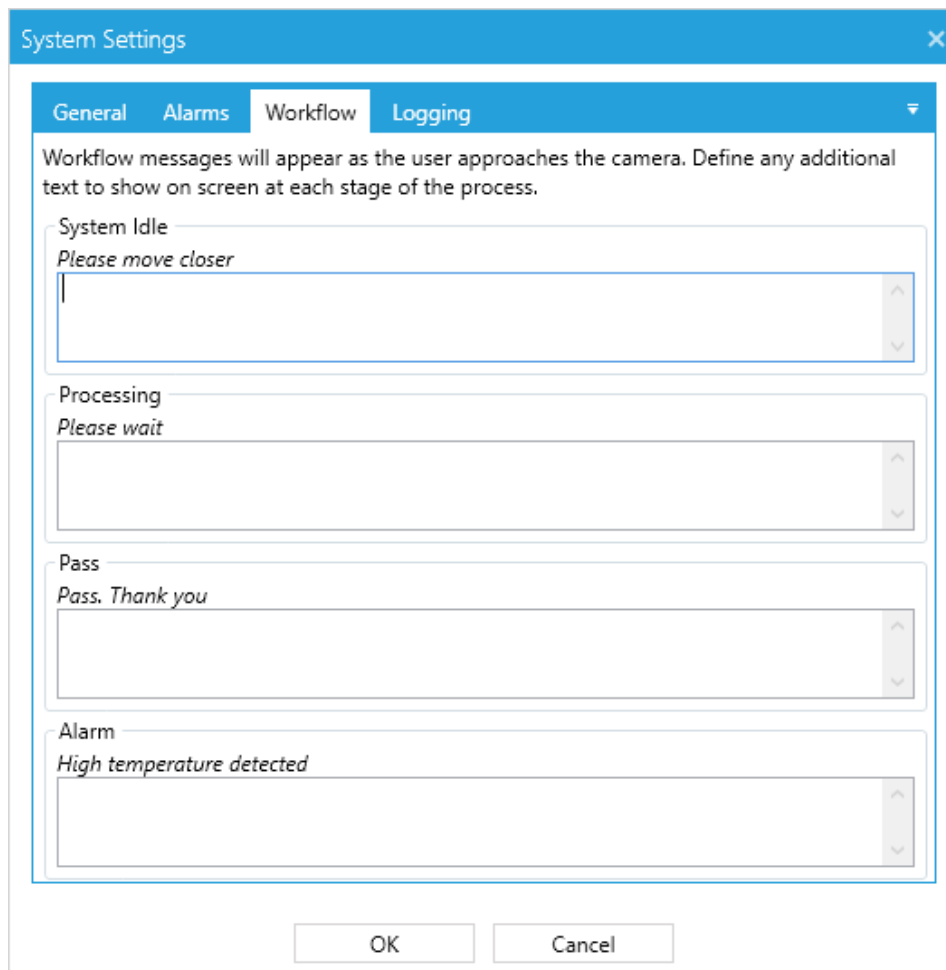 System Settings
General Alarms Workflow Logging
Workflow messages will appear as the user approaches the camera. Define any additional
text to show on screen at each stage of the process.
System Idle
Please move closer
Processing
Please wait
Pass
Pass. Thank you
Alarm
High temperature detected
OK Cancel